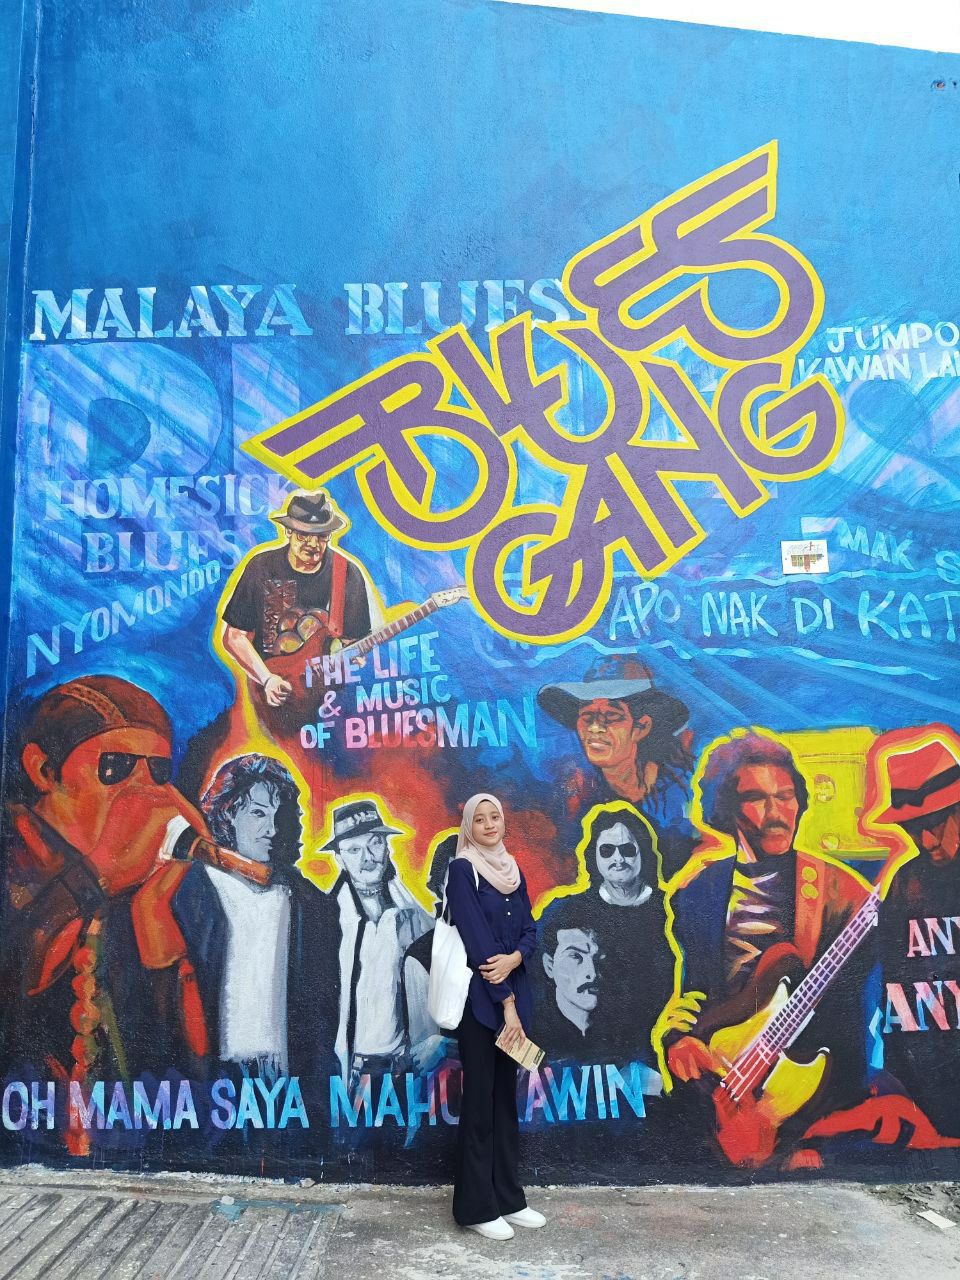 MALAYA BLUES
BLUES
GANG
JUMPO
KAWAN LA
HOMESICK
BLUES
NYOMONDOO
MAK S
APO NAK DI KAT
THE LIFE
& MUSIC
OF BLUESMAN
ANY
ANY
OH MAMA SAYA MAHU KAWIN